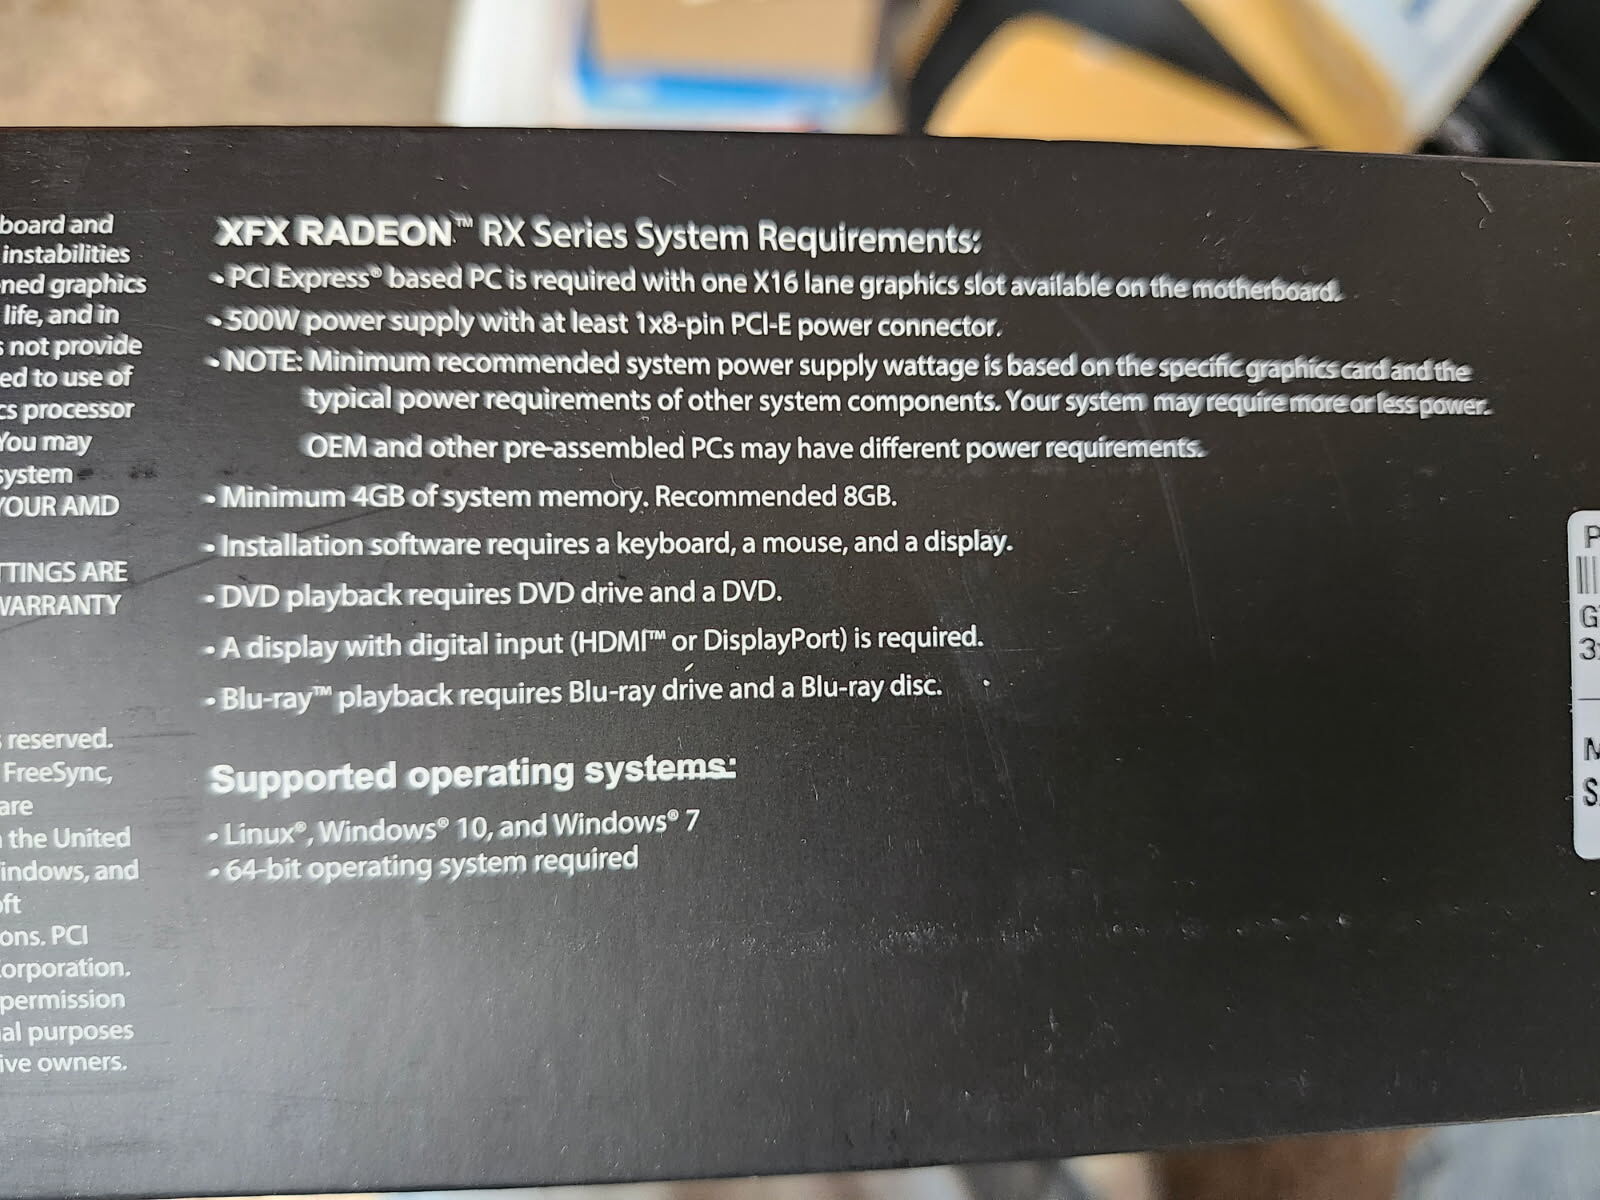 board and
instabilities
ned graphics
life, and in
s not provide
ed to use of
cs processor
You may
system
YOUR AMD
TTINGS ARE
WARRANTY
s reserved.
FreeSync,
are
n the United
indows, and
oft
ons. PCI
Corporation.
permission
al purposes
ive owners.
XFX RADEON™ RX Series System Requirements:
• PCI Express® based PC is required with one X16 lane graphics slot available on the motherboard.
• 500W power supply with at least 1x8-pin PCI-E power connector.
• NOTE: Minimum recommended system power supply wattage is based on the specific graphics card and the
typical power requirements of other system components. Your system may require more or less power.
OEM and other pre-assembled PCs may have different power requirements.
• Minimum 4GB of system memory. Recommended 8GB.
• Installation software requires a keyboard, a mouse, and a display.
• DVD playback requires DVD drive and a DVD.
• A display with digital input (HDMI™ or DisplayPort) is required.
• Blu-ray™ playback requires Blu-ray drive and a Blu-ray disc.
Supported operating systems:
• Linux®, Windows® 10, and Windows® 7
• 64-bit operating system required
P
G
3x
M
S